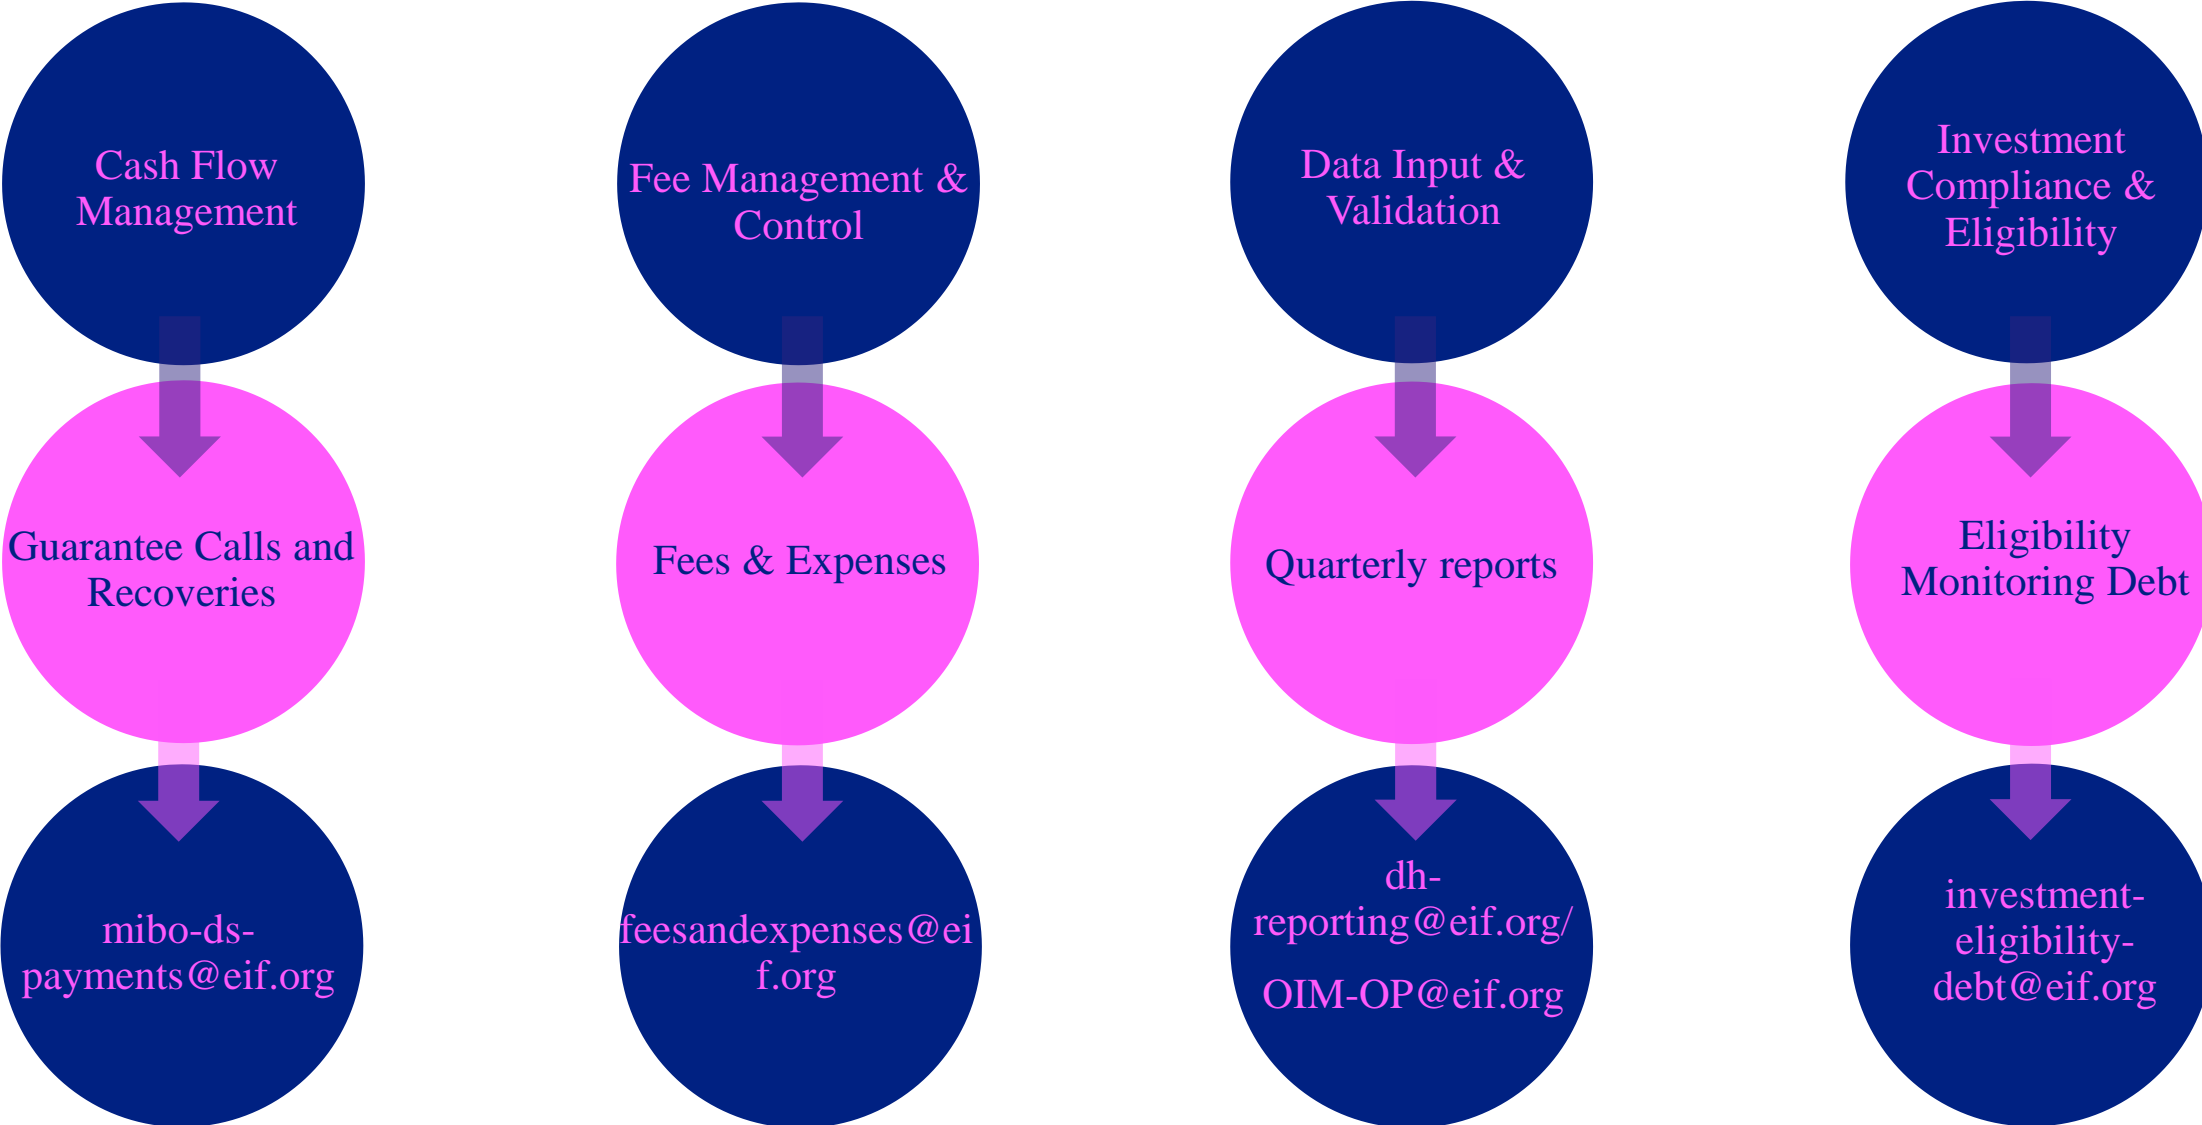 Cash Flow
Management
Fee Management &
Control
Data Input &
Validation
Investment
Compliance &
Eligibility
Guarantee Calls and
Recoveries
Fees & Expenses
Quarterly reports
Eligibility
Monitoring Debt
mibo-ds-
payments@eif.org
feesandexpenses@ei
f.org
dh-
reporting@eif.org/
OIM-OP@eif.org
investment-
eligibility-
debt@eif.org